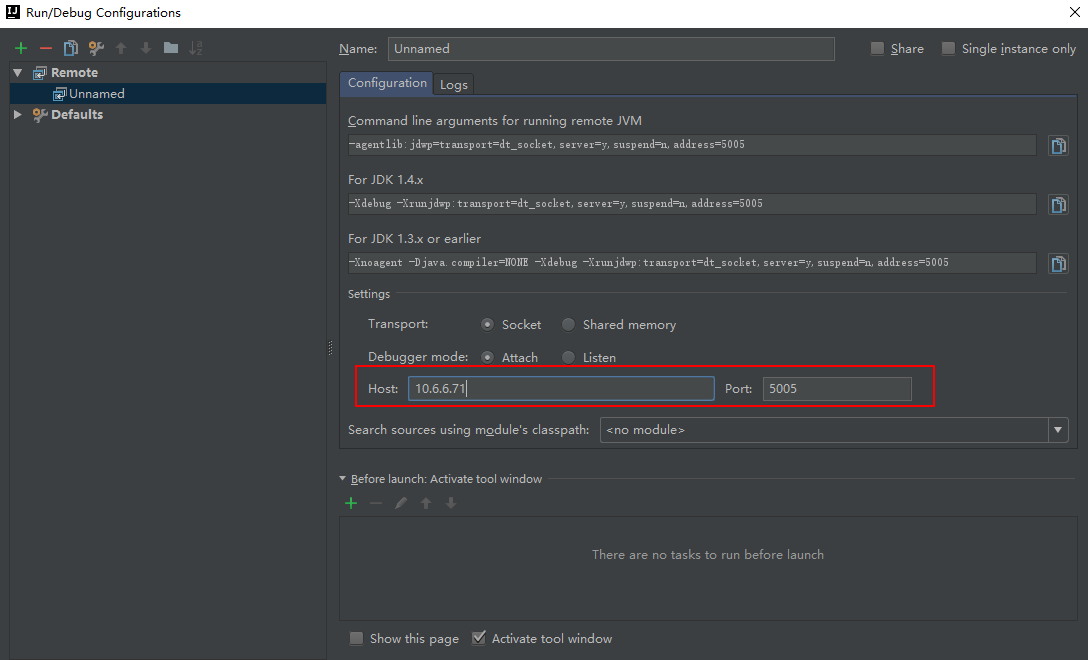 Run/Debug Configurations
Name: Unnamed Share Single instance only
Remote
Unnamed
Defaults
Configuration Logs
Command line arguments for running remote JVM
-agentlib:jdwp=transport=dt_socket,server=y,suspend=n,address=5005
For JDK 1.4.x
-Xdebug -Xrunjdwp:transport=dt_socket,server=y,suspend=n,address=5005
For JDK 1.3.x or earlier
-Xnoagent -Djava.compiler=NONE -Xdebug -Xrunjdwp:transport=dt_socket,server=y,suspend=n,address=5005
Settings
Transport: Socket Shared memory
Debugger mode: Attach Listen
Host: 10.6.6.71 Port: 5005
Search sources using module's classpath: <no module>
Before launch: Activate tool window
There are no tasks to run before launch
Show this page Activate tool window